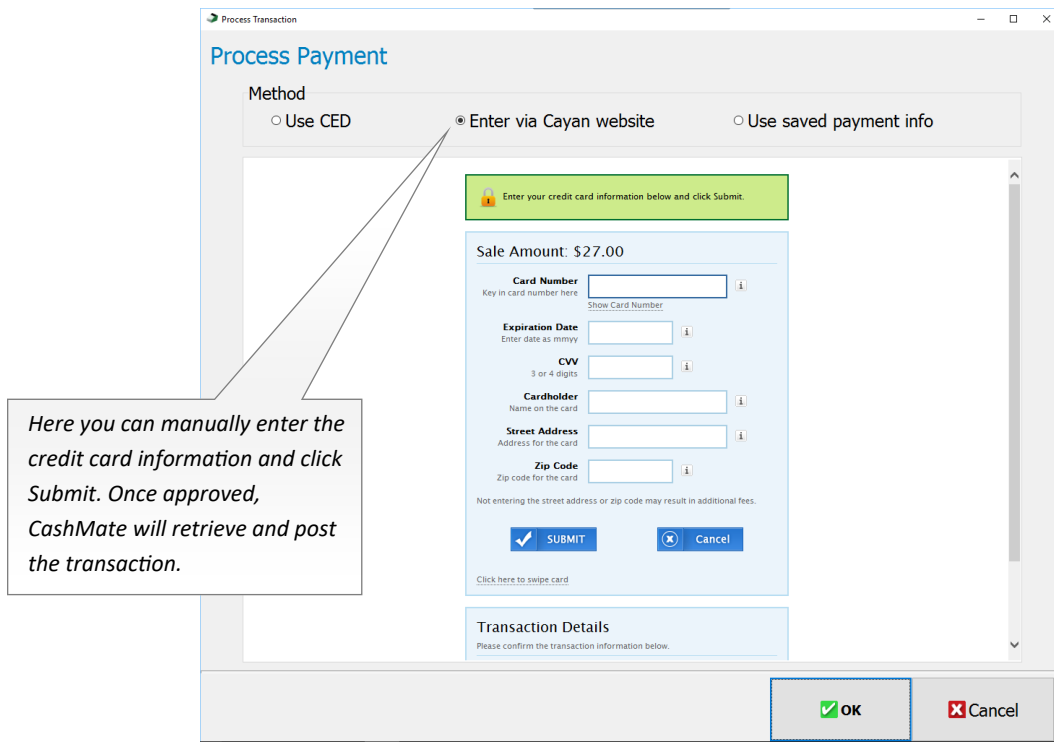 Process Transaction
Process Payment
Method
Use CED
Enter via Cayan website
Use saved payment info
Enter your credit card information below and click Submit.
Sale Amount: $27.00
Card Number
Key in card number here
Show Card Number
Expiration Date
Enter date as mmyy
CVV
3 or 4 digits
Cardholder
Name on the card
Street Address
Address for the card
Zip Code
Zip code for the card
Not entering the street address or zip code may result in additional fees.
SUBMIT
Cancel
Click here to swipe card
Transaction Details
Please confirm the transaction information below.
Here you can manually enter the
credit card information and click
Submit. Once approved,
CashMate will retrieve and post
the transaction.
OK
Cancel